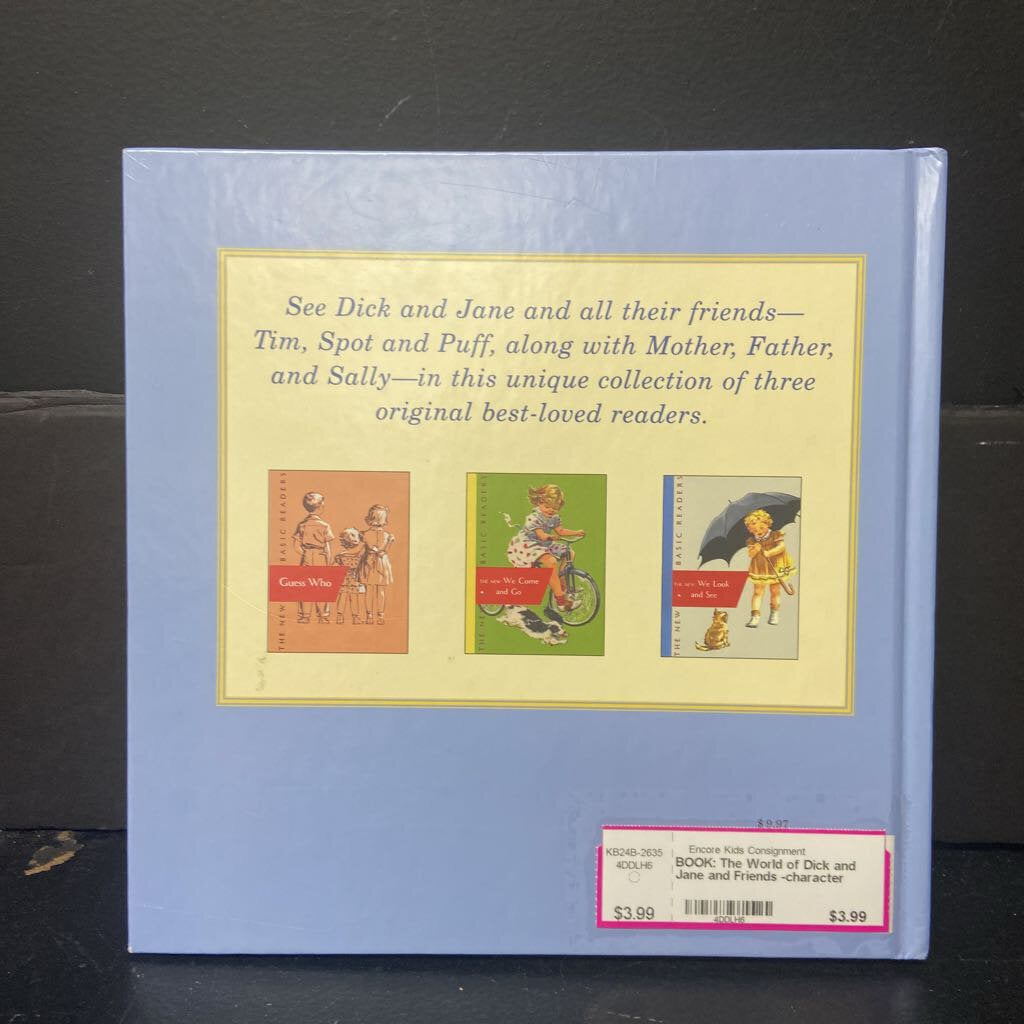 See Dick and Jane and all their friends—
Tim, Spot and Puff, along with Mother, Father,
and Sally—in this unique collection of three
original best-loved readers.
THE NEW BASIC READERS
Guess Who
THE NEW BASIC READERS
THE NEW We Come
and Go
THE NEW BASIC READERS
THE NEW We Look
and See
$9.97
KB24B-2635
4DDLH6
$3.99
Encore Kids Consignment
BOOK: The World of Dick and
Jane and Friends -character
4DDLH6
$3.99